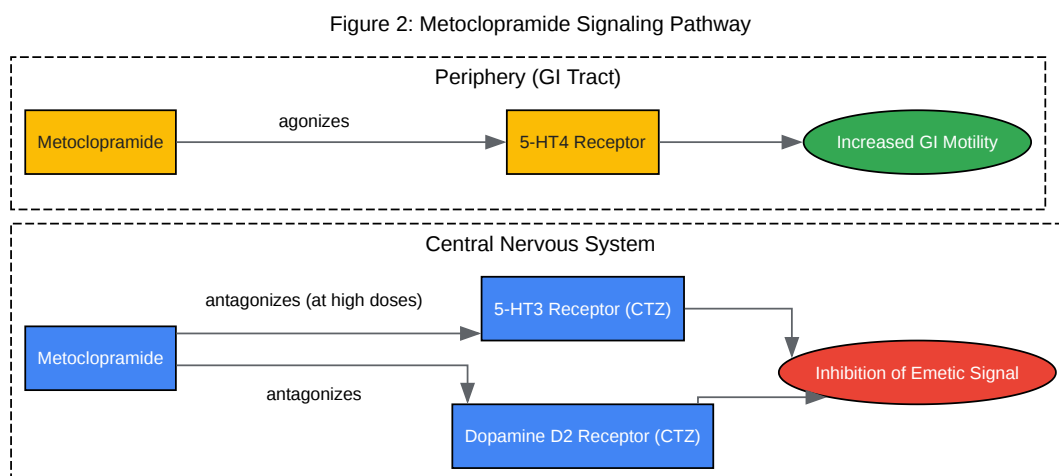 Figure 2: Metoclopramide Signaling Pathway
Periphery (GI Tract)
Metoclopramide
agonizes
5-HT4 Receptor
Increased GI Motility
Central Nervous System
Metoclopramide
antagonizes (at high doses)
5-HT3 Receptor (CTZ)
antagonizes
Dopamine D2 Receptor (CTZ)
Inhibition of Emetic Signal